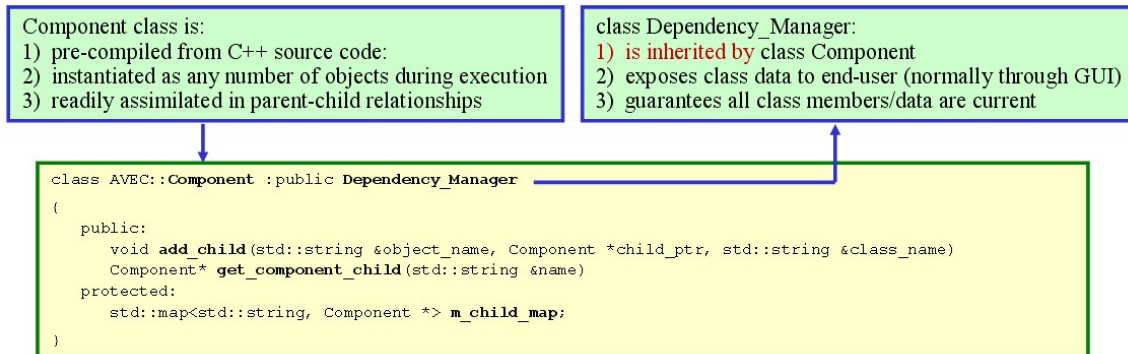 Component class is:
1) pre-compiled from C++ source code:
2) instantiated as any number of objects during execution
3) readily assimilated in parent-child relationships
class Dependency_Manager:
1) is inherited by class Component
2) exposes class data to end-user (normally through GUI)
3) guarantees all class members/data are current
class AVEC::Component :public Dependency_Manager
{
public:
void add_child(std::string &object_name, Component *child_ptr, std::string &class_name)
Component* get_component_child(std::string &name)
protected:
std::map<std::string, Component *> m_child_map;
}